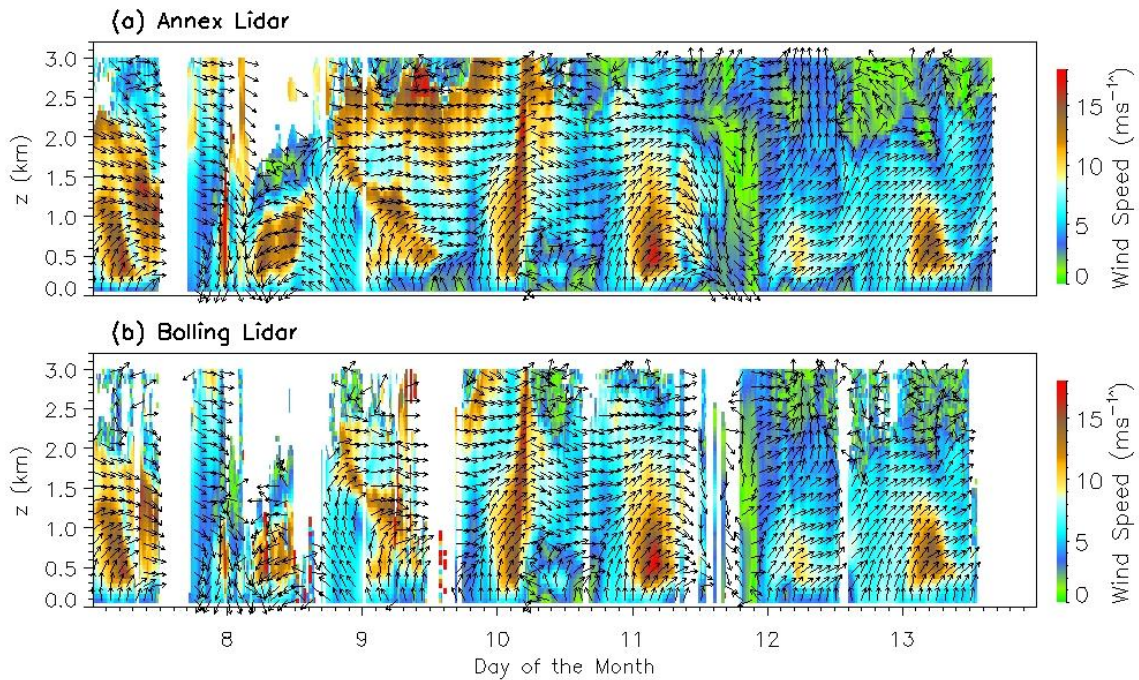 (a) Annex Lidar
3.0
2.5
2.0
1.5
1.0
0.5
0.0
z (km)
15
10
5
0
Wind Speed (ms⁻¹^)
(b) Bolling Lidar
3.0
2.5
2.0
1.5
1.0
0.5
0.0
z (km)
15
10
5
0
Wind Speed (ms⁻¹^)
8 9 10 11 12 13
Day of the Month